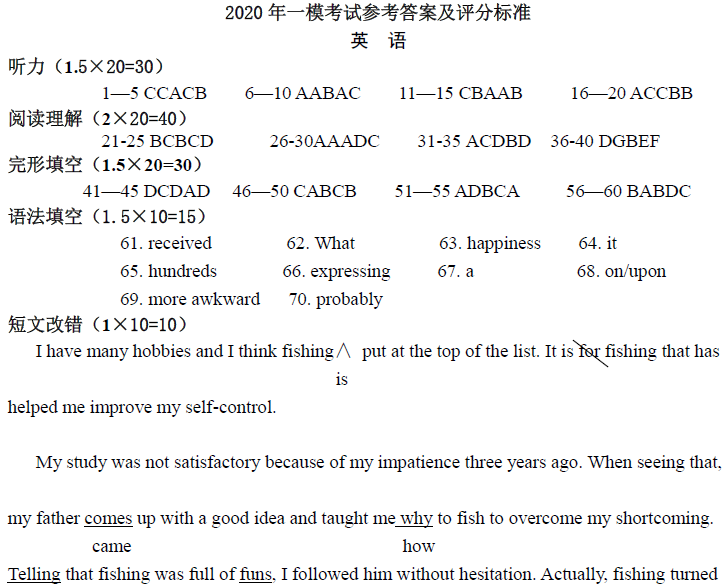 2020年一模考试参考答案及评分标准
英 语
听力（1.5×20=30）
1—5 CCACB 6—10 AABAC 11—15 CBAAB 16—20 ACCBB
阅读理解（2×20=40）
21-25 BCBCD 26-30AAADC 31-35 ACDBD 36-40 DGBEF
完形填空（1.5×20=30）
41—45 DCDAD 46—50 CABCB 51—55 ADBCA 56—60 BABDC
语法填空（1.5×10=15）
61. received 62. What 63. happiness 64. it
65. hundreds 66. expressing 67. a 68. on/upon
69. more awkward 70. probably
短文改错（1×10=10）
I have many hobbies and I think fishing∧ put at the top of the list. It is for fishing that has
is
helped me improve my self-control.
My study was not satisfactory because of my impatience three years ago. When seeing that,
my father comes up with a good idea and taught me why to fish to overcome my shortcoming.
came how
Telling that fishing was full of funs, I followed him without hesitation. Actually, fishing turned